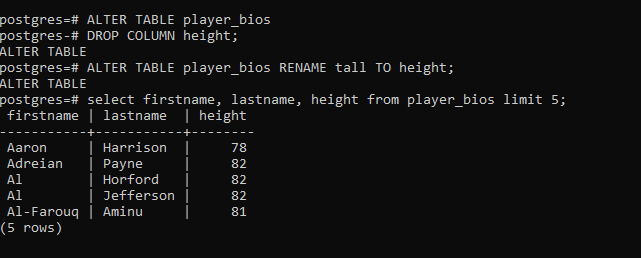 postgres=# ALTER TABLE player_bios
postgres-# DROP COLUMN height;
ALTER TABLE
postgres=# ALTER TABLE player_bios RENAME tall TO height;
ALTER TABLE
postgres=# select firstname, lastname, height from player_bios limit 5;
 firstname | lastname  | height
-----------+-----------+--------
 Aaron     | Harrison  |     78
 Adreian   | Payne     |     82
 Al        | Horford   |     82
 Al        | Jefferson |     82
 Al-Farouq | Aminu     |     81
(5 rows)